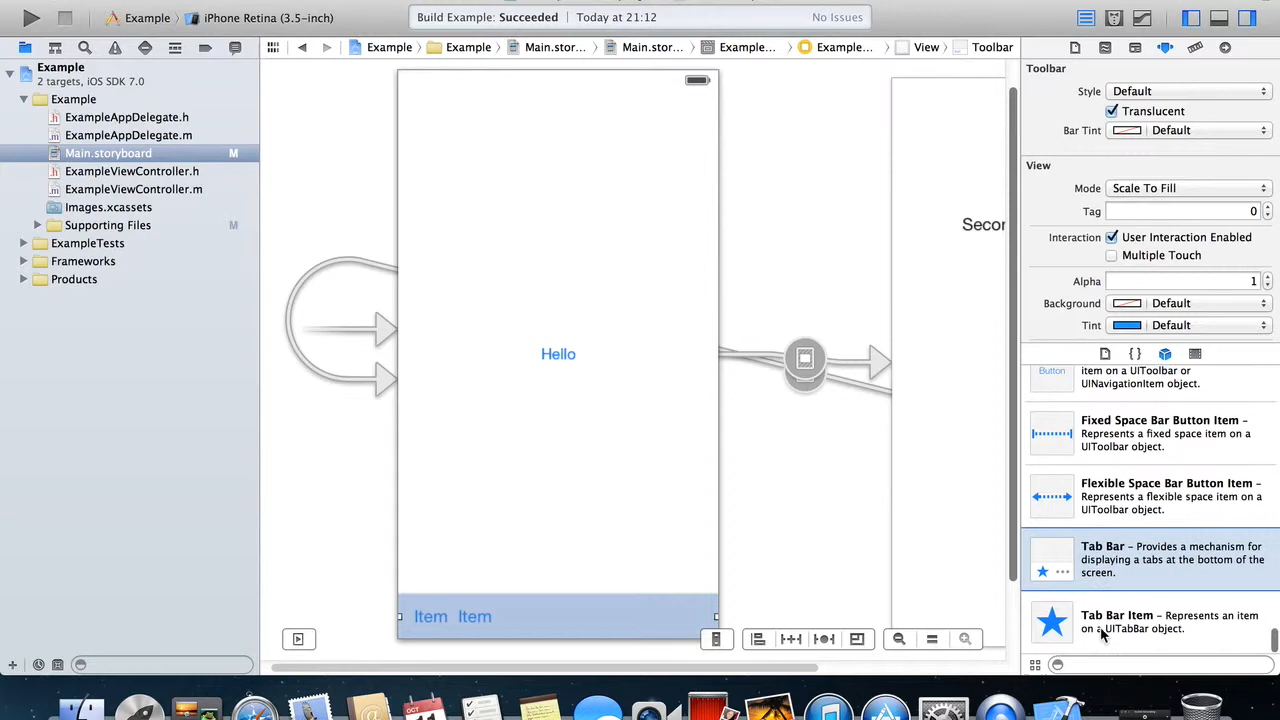 Example
iPhone Retina (3.5-inch)
Build Example: Succeeded
Today at 21:12
No Issues
Example
Example
Main.stor...
Main.stor...
Example...
Example...
View
Toolbar
Example
2 targets, iOS SDK 7.0
Example
ExampleAppDelegate.h
ExampleAppDelegate.m
Main.storyboard
M
ExampleViewController.h
ExampleViewController.m
Images.xcassets
Supporting Files
M
ExampleTests
Frameworks
Products
Hello
Item Item
Secon
Toolbar
Style Default
Translucent
Bar Tint Default
View
Mode Scale To Fill
Tag 0
Interaction User Interaction Enabled
Multiple Touch
Alpha 1
Background Default
Tint Default
Button
item on a UIToolbar or
UINavigationItem object.
Fixed Space Bar Button Item –
Represents a fixed space item on a
UIToolbar object.
Flexible Space Bar Button Item –
Represents a flexible space item on a
UIToolbar object.
Tab Bar – Provides a mechanism for
displaying a tabs at the bottom of the
screen.
Tab Bar Item – Represents an item
on a UITabBar object.
OCT